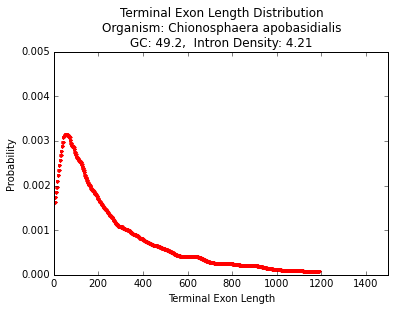 Terminal Exon Length Distribution
Organism: Chionosphaera apobasidialis
GC: 49.2,  Intron Density: 4.21
0.005
0.004
0.003
0.002
0.001
0.000
Probability
0 200 400 600 800 1000 1200 1400
Terminal Exon Length